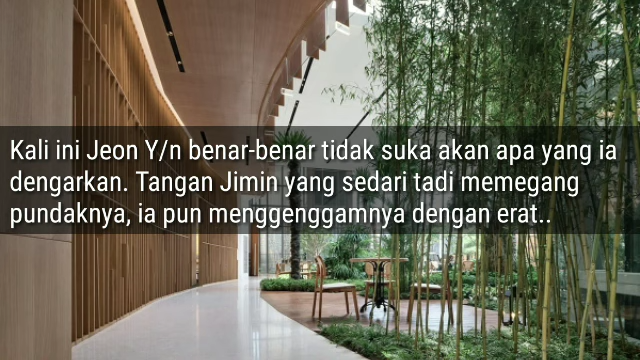 Kali ini Jeon Y/n benar-benar tidak suka akan apa yang ia
dengarkan. Tangan Jimin yang sedari tadi memegang
pundaknya, ia pun menggenggamnya dengan erat..